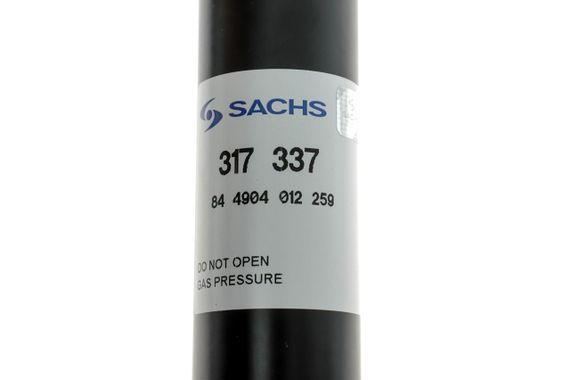 SACHS
317 337
84 4904 012 259
DO NOT OPEN
GAS PRESSURE